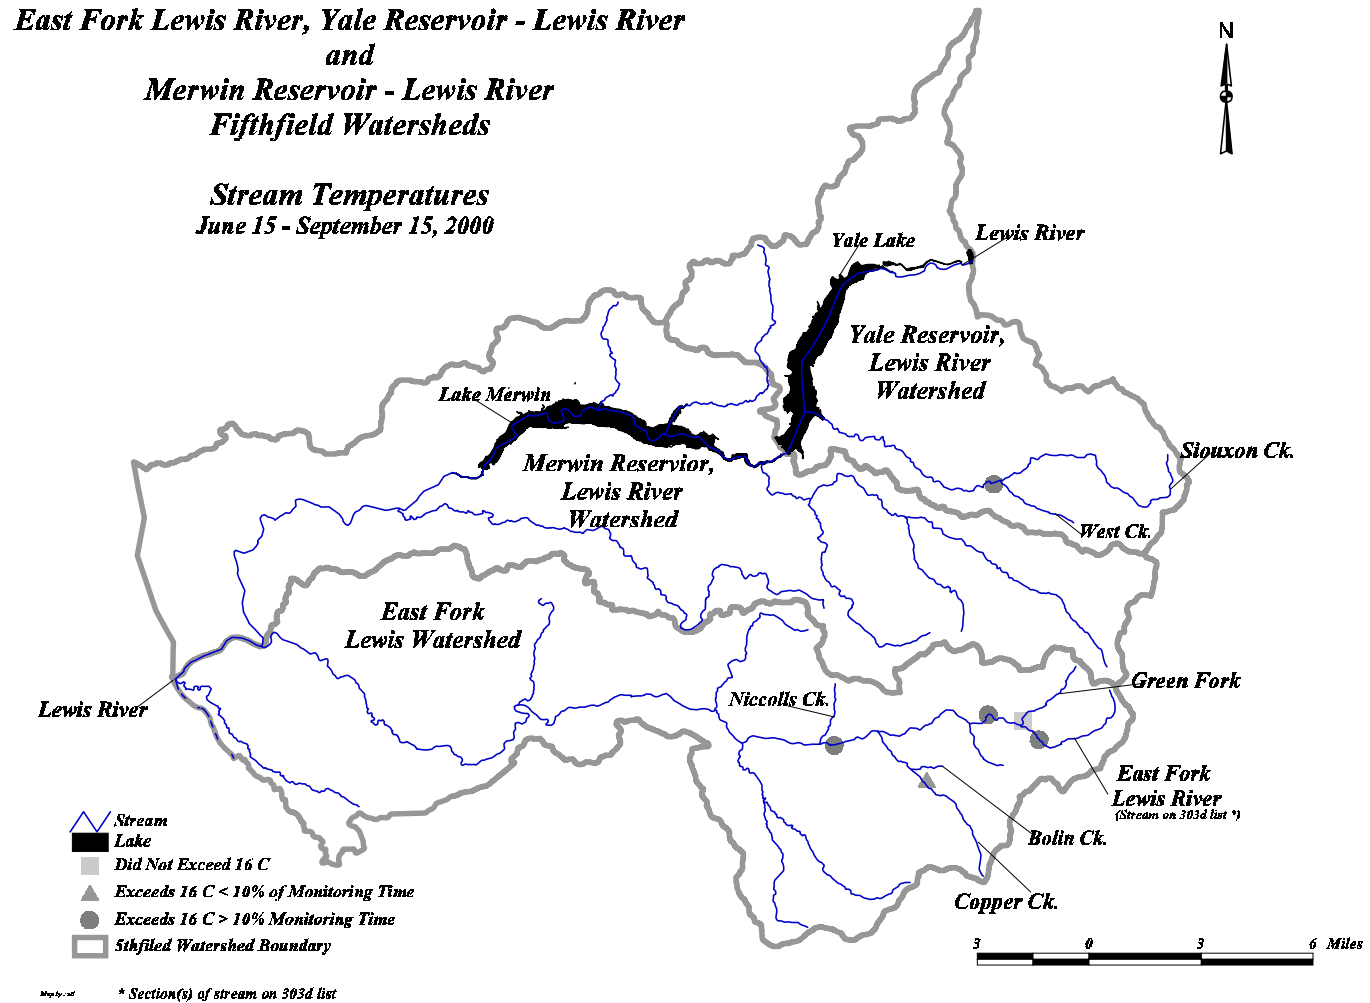 East Fork Lewis River, Yale Reservoir - Lewis River
and
Merwin Reservoir - Lewis River
Fifthfield Watersheds
Stream Temperatures
June 15 - September 15, 2000
N
Lewis River
Yale Lake
Yale Reservoir,
Lewis River
Watershed
Lake Merwin
Merwin Reservior,
Lewis River
Watershed
Siouxon Ck.
West Ck.
East Fork
Lewis Watershed
Green Fork
Niccolls Ck.
Lewis River
East Fork
Lewis River
(Stream on 303d list *)
Bolin Ck.
Copper Ck.
Stream
Lake
Did Not Exceed 16 C
Exceeds 16 C < 10% of Monitoring Time
Exceeds 16 C > 10% Monitoring Time
5thfiled Watershed Boundary
3 0 3 6 Miles
* Section(s) of stream on 303d list